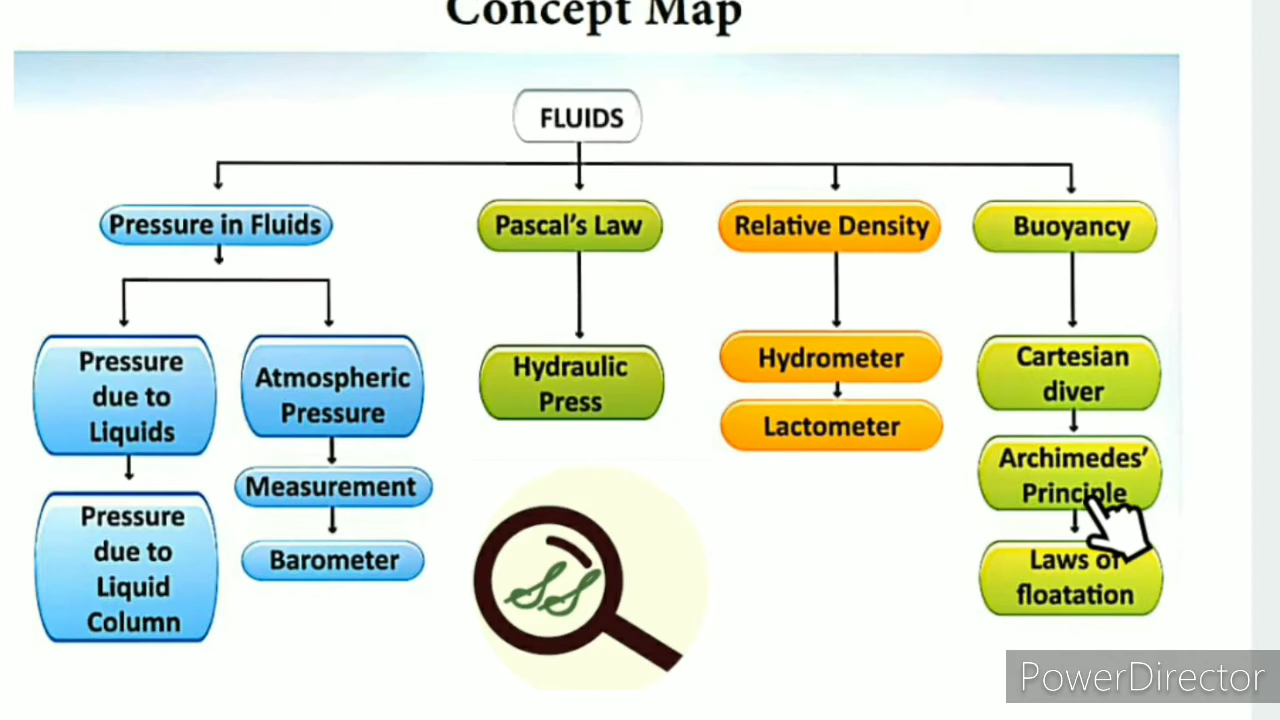 Concept Map
FLUIDS
Pressure in Fluids
Pascal's Law
Relative Density
Buoyancy
Pressure
due to
Liquids
Atmospheric
Pressure
Hydraulic
Press
Hydrometer
Cartesian
diver
Lactometer
Archimedes'
Principle
Measurement
Pressure
due to
Liquid
Column
Barometer
Laws of
floatation
SS
PowerDirector